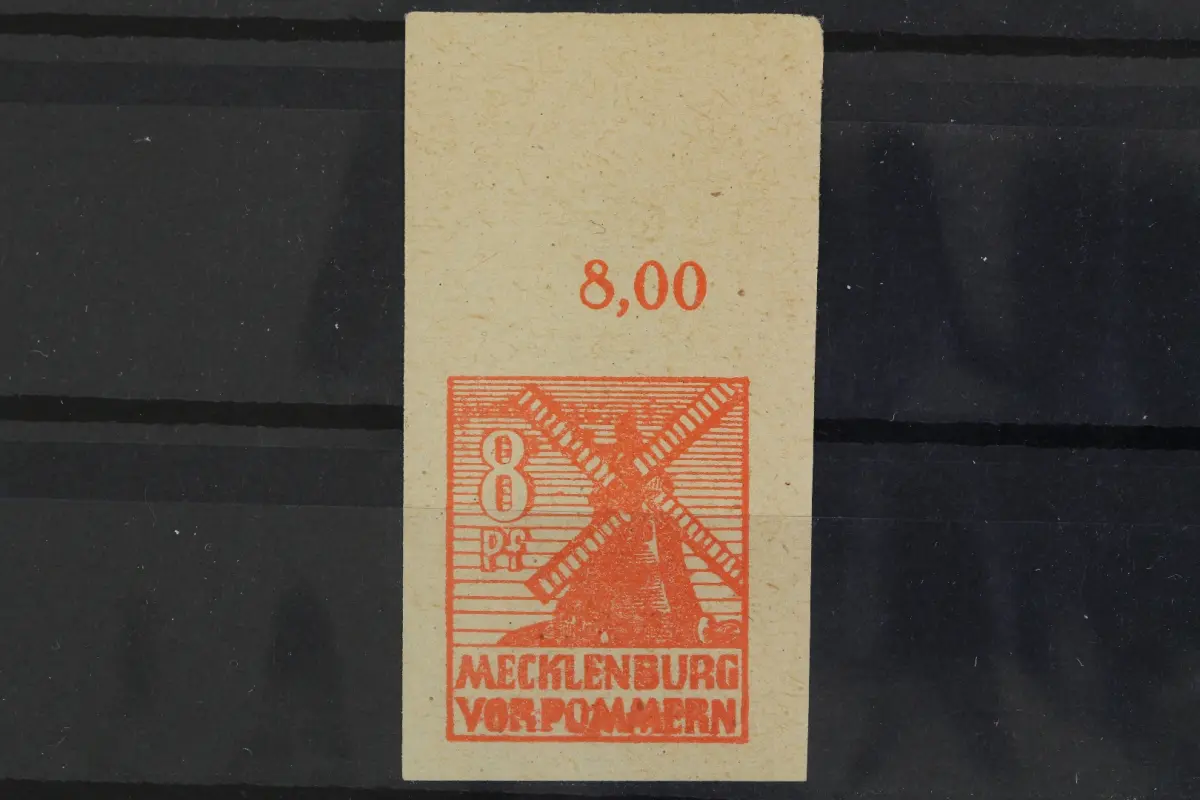 8,00
8
Pf
MECKLENBURG
VORPOMMERN